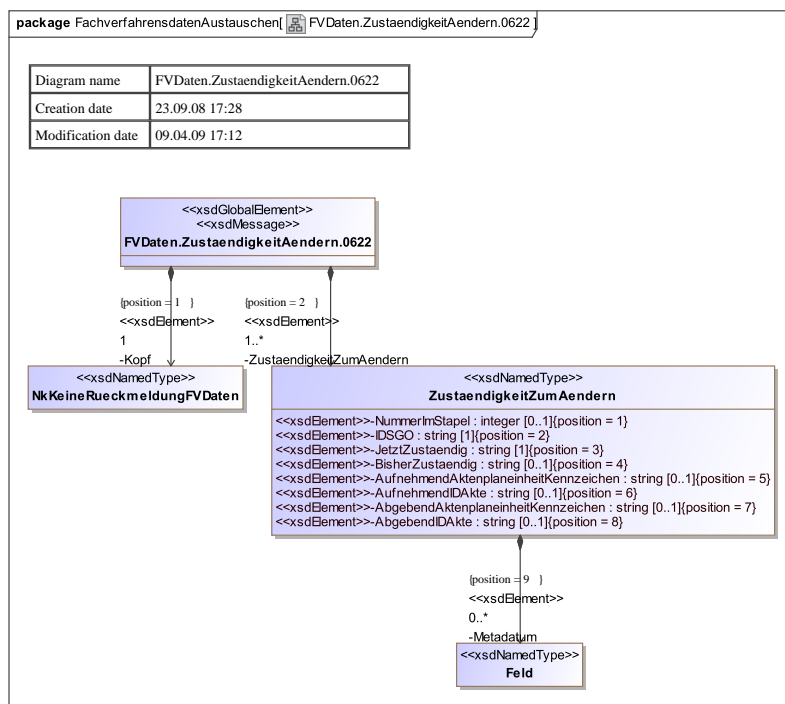 package FachverfahrensdatenAustauschen[ FVDaten.ZustaendigkeitAendern.0622 ]
Diagram name FVDaten.ZustaendigkeitAendern.0622
Creation date 23.09.08 17:28
Modification date 09.04.09 17:12
<<xsdGlobalElement>>
<<xsdMessage>>
FVDaten.ZustaendigkeitAendern.0622
{position = 1 } {position = 2 }
<<xsdElement>> <<xsdElement>>
1 1..*
-Kopf -ZustaendigkeitZumAendern
<<xsdNamedType>>
NkKeineRueckmeldungFVDaten
<<xsdNamedType>>
ZustaendigkeitZumAendern
<<xsdElement>>-NummerImStapel : integer [0..1]{position = 1}
<<xsdElement>>-IDSGO : string [1]{position = 2}
<<xsdElement>>-JetztZustaendig : string [1]{position = 3}
<<xsdElement>>-BisherZustaendig : string [0..1]{position = 4}
<<xsdElement>>-AufnehmendAktenplaneinheitKennzeichen : string [0..1]{position = 5}
<<xsdElement>>-AufnehmendIDAkte : string [0..1]{position = 6}
<<xsdElement>>-AbgebendAktenplaneinheitKennzeichen : string [0..1]{position = 7}
<<xsdElement>>-AbgebendIDAkte : string [0..1]{position = 8}
{position = 9 }
<<xsdElement>>
0..*
-Metadatum
<<xsdNamedType>>
Feld